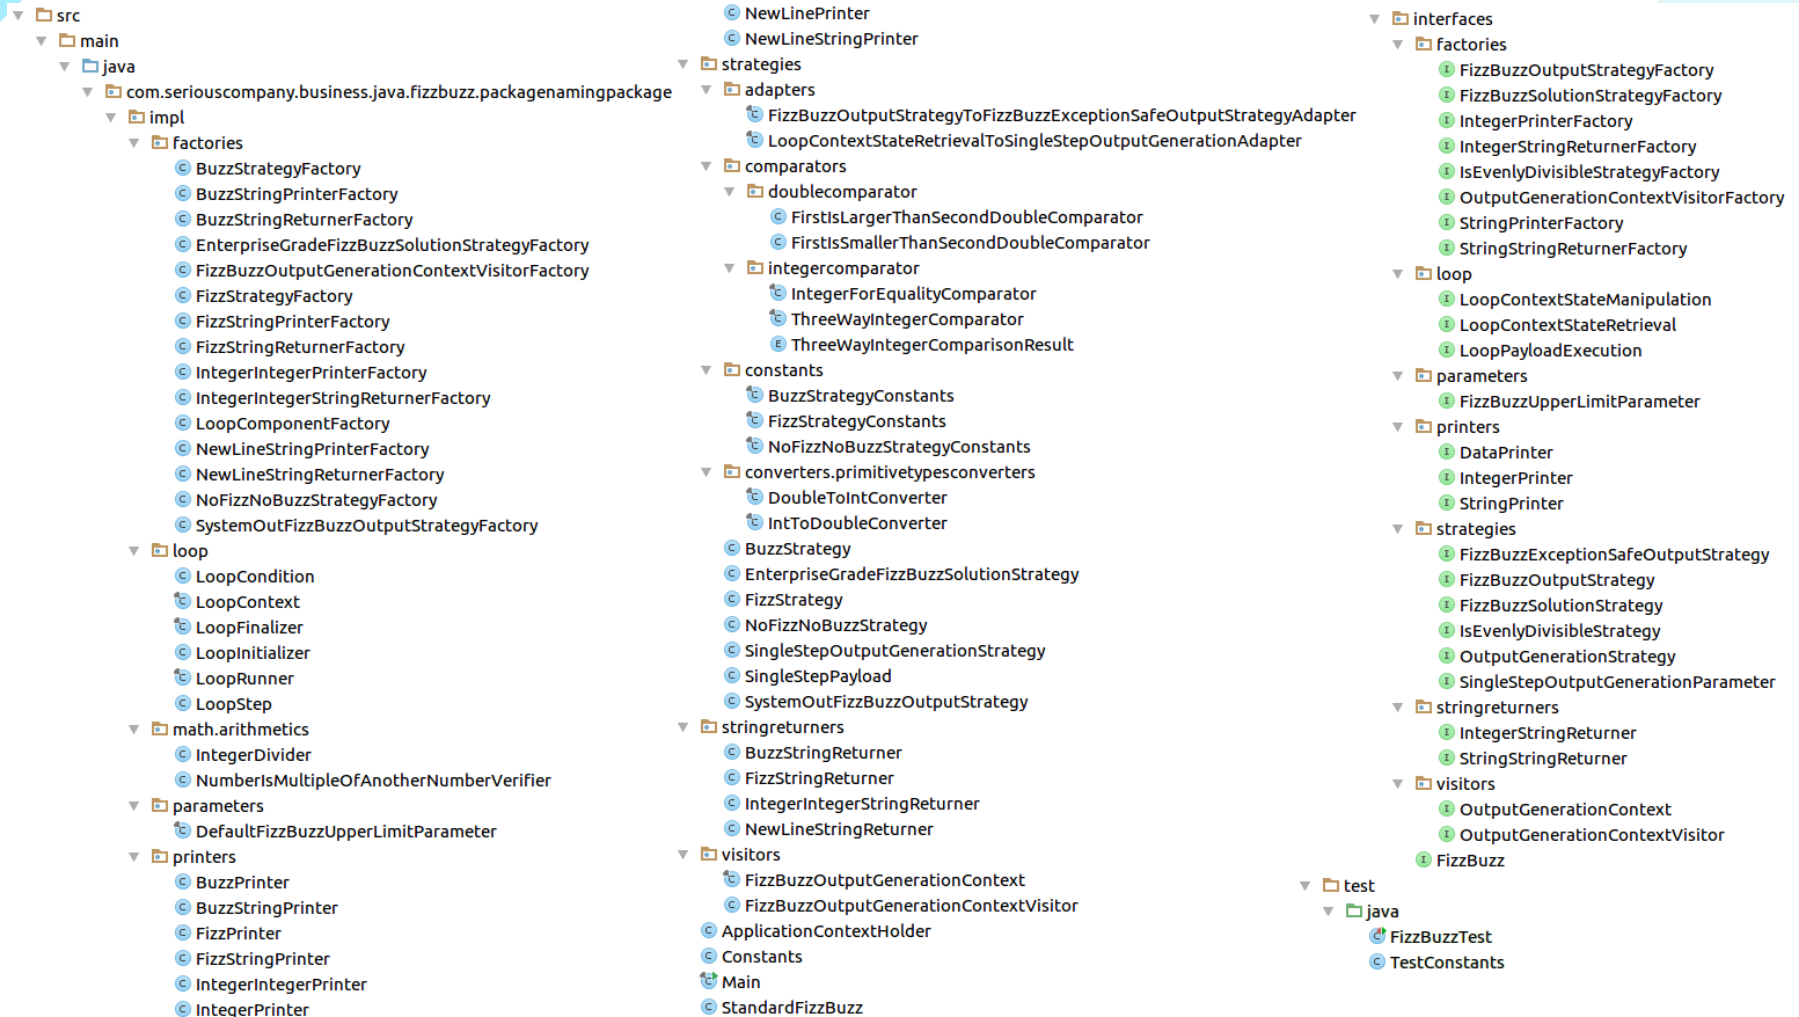 src
main
java
com.seriouscompany.business.java.fizzbuzz.packagenamingpackage
impl
factories
BuzzStrategyFactory
BuzzStringPrinterFactory
BuzzStringReturnerFactory
EnterpriseGradeFizzBuzzSolutionStrategyFactory
FizzBuzzOutputGenerationContextVisitorFactory
FizzStrategyFactory
FizzStringPrinterFactory
FizzStringReturnerFactory
IntegerIntegerPrinterFactory
IntegerIntegerStringReturnerFactory
LoopComponentFactory
NewLineStringPrinterFactory
NewLineStringReturnerFactory
NoFizzNoBuzzStrategyFactory
SystemOutFizzBuzzOutputStrategyFactory
loop
LoopCondition
LoopContext
LoopFinalizer
LoopInitializer
LoopRunner
LoopStep
math.arithmetics
IntegerDivider
NumberIsMultipleOfAnotherNumberVerifier
parameters
DefaultFizzBuzzUpperLimitParameter
printers
BuzzPrinter
BuzzStringPrinter
FizzPrinter
FizzStringPrinter
IntegerIntegerPrinter
IntegerPrinter
NewLinePrinter
NewLineStringPrinter
strategies
adapters
FizzBuzzOutputStrategyToFizzBuzzExceptionSafeOutputStrategyAdapter
LoopContextStateRetrievalToSingleStepOutputGenerationAdapter
comparators
doublecomparator
FirstIsLargerThanSecondDoubleComparator
FirstIsSmallerThanSecondDoubleComparator
integercomparator
IntegerForEqualityComparator
ThreeWayIntegerComparator
ThreeWayIntegerComparisonResult
constants
BuzzStrategyConstants
FizzStrategyConstants
NoFizzNoBuzzStrategyConstants
converters.primitivetypesconverters
DoubleToIntConverter
IntToDoubleConverter
BuzzStrategy
EnterpriseGradeFizzBuzzSolutionStrategy
FizzStrategy
NoFizzNoBuzzStrategy
SingleStepOutputGenerationStrategy
SingleStepPayload
SystemOutFizzBuzzOutputStrategy
stringreturners
BuzzStringReturner
FizzStringReturner
IntegerIntegerStringReturner
NewLineStringReturner
visitors
FizzBuzzOutputGenerationContext
FizzBuzzOutputGenerationContextVisitor
ApplicationContextHolder
Constants
Main
StandardFizzBuzz
interfaces
factories
FizzBuzzOutputStrategyFactory
FizzBuzzSolutionStrategyFactory
IntegerPrinterFactory
IntegerStringReturnerFactory
IsEvenlyDivisibleStrategyFactory
OutputGenerationContextVisitorFactory
StringPrinterFactory
StringStringReturnerFactory
loop
LoopContextStateManipulation
LoopContextStateRetrieval
LoopPayloadExecution
parameters
FizzBuzzUpperLimitParameter
printers
DataPrinter
IntegerPrinter
StringPrinter
strategies
FizzBuzzExceptionSafeOutputStrategy
FizzBuzzOutputStrategy
FizzBuzzSolutionStrategy
IsEvenlyDivisibleStrategy
OutputGenerationStrategy
SingleStepOutputGenerationParameter
stringreturners
IntegerStringReturner
StringStringReturner
visitors
OutputGenerationContext
OutputGenerationContextVisitor
FizzBuzz
test
java
FizzBuzzTest
TestConstants